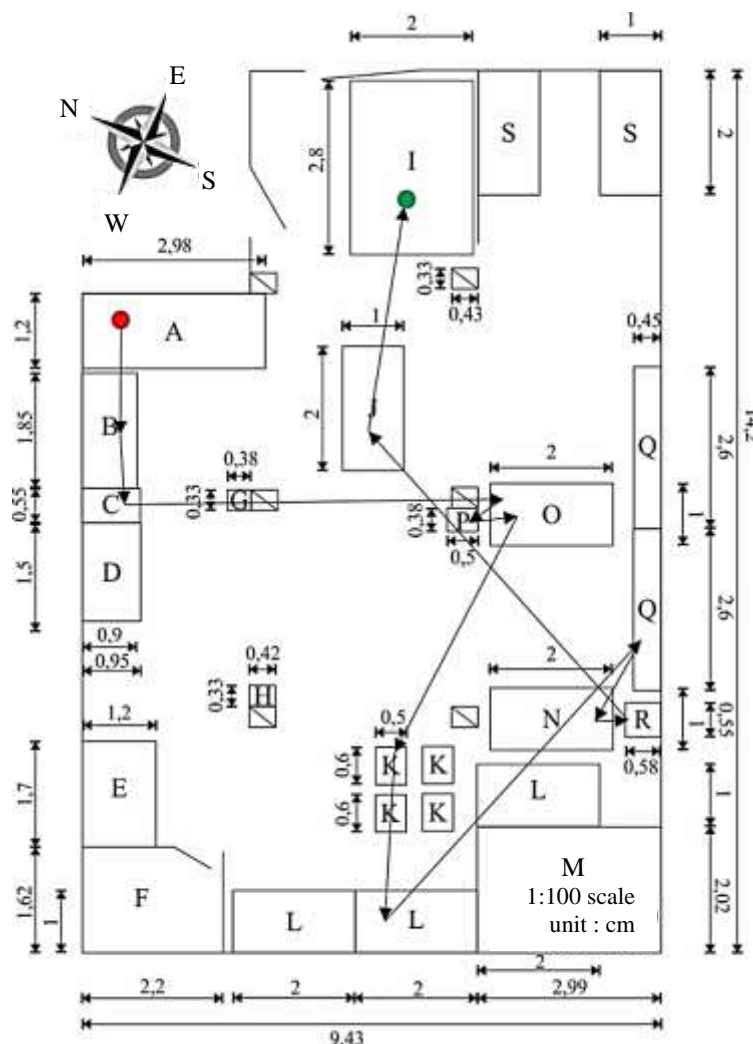 2
1
E
N
S
W
I
S
S
2
2,8
14,2
2,98
0,33
0,43
1,2
A
1
0,45
2
J
1,85
B
Q
2,6
0,38
2
0,55
C
0,33
G
O
1
0,38
P
0,5
1,5
D
Q
2,6
0,9
0,95
0,42
2
0,33
H
1,2
N
R
1
0,55
0,5
0,58
1,7
E
0,6
K
K
L
1
0,6
K
K
1,62
F
M
1:100 scale
unit : cm
2,02
1
L
L
2
2,2
2
2
2,99
9,43